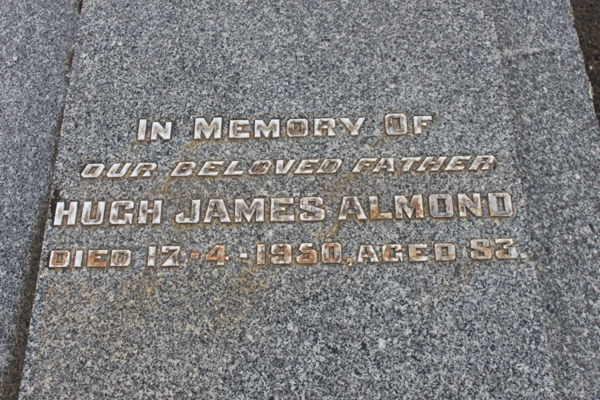 In Memory Of
OUR BELOVED FATHER
HUGH JAMES ALMOND
DIED 17-4-1950, AGED 83.